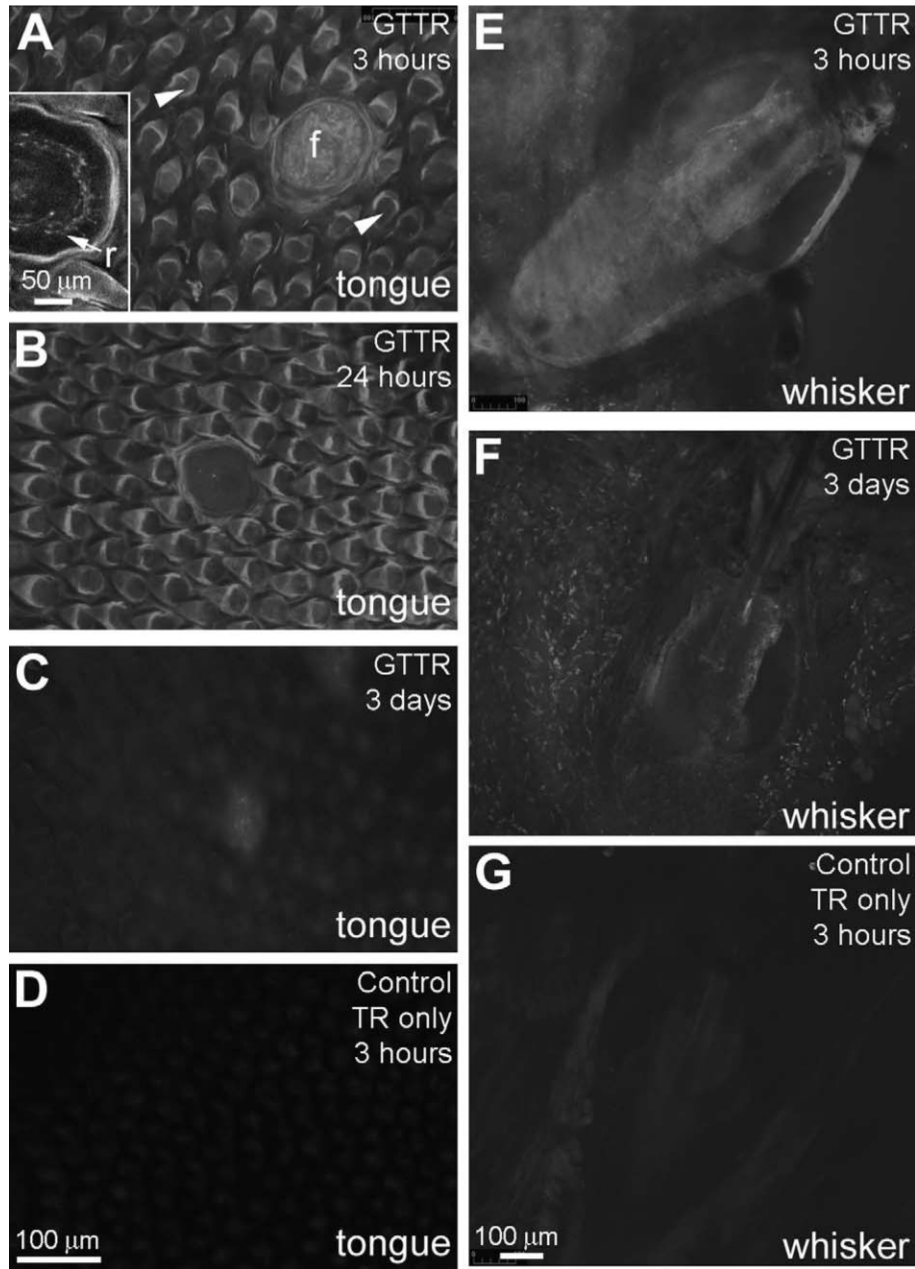 A
GTTR
3 hours
f
r
50 μm
tongue
B
GTTR
24 hours
tongue
C
GTTR
3 days
tongue
D
Control
TR only
3 hours
100 μm
tongue
E
GTTR
3 hours
whisker
F
GTTR
3 days
whisker
G
Control
TR only
3 hours
100 μm
whisker